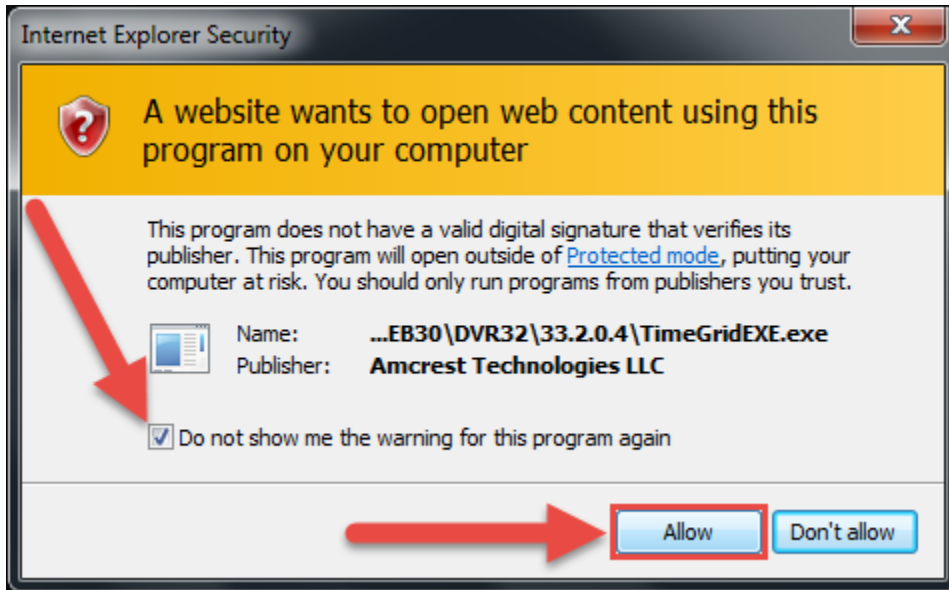 Internet Explorer Security
A website wants to open web content using this
program on your computer
This program does not have a valid digital signature that verifies its
publisher. This program will open outside of Protected mode, putting your
computer at risk. You should only run programs from publishers you trust.
Name: ...EB30\DVR32\33.2.0.4\TimeGridEXE.exe
Publisher: Amcrest Technologies LLC
Do not show me the warning for this program again
Allow Don't allow